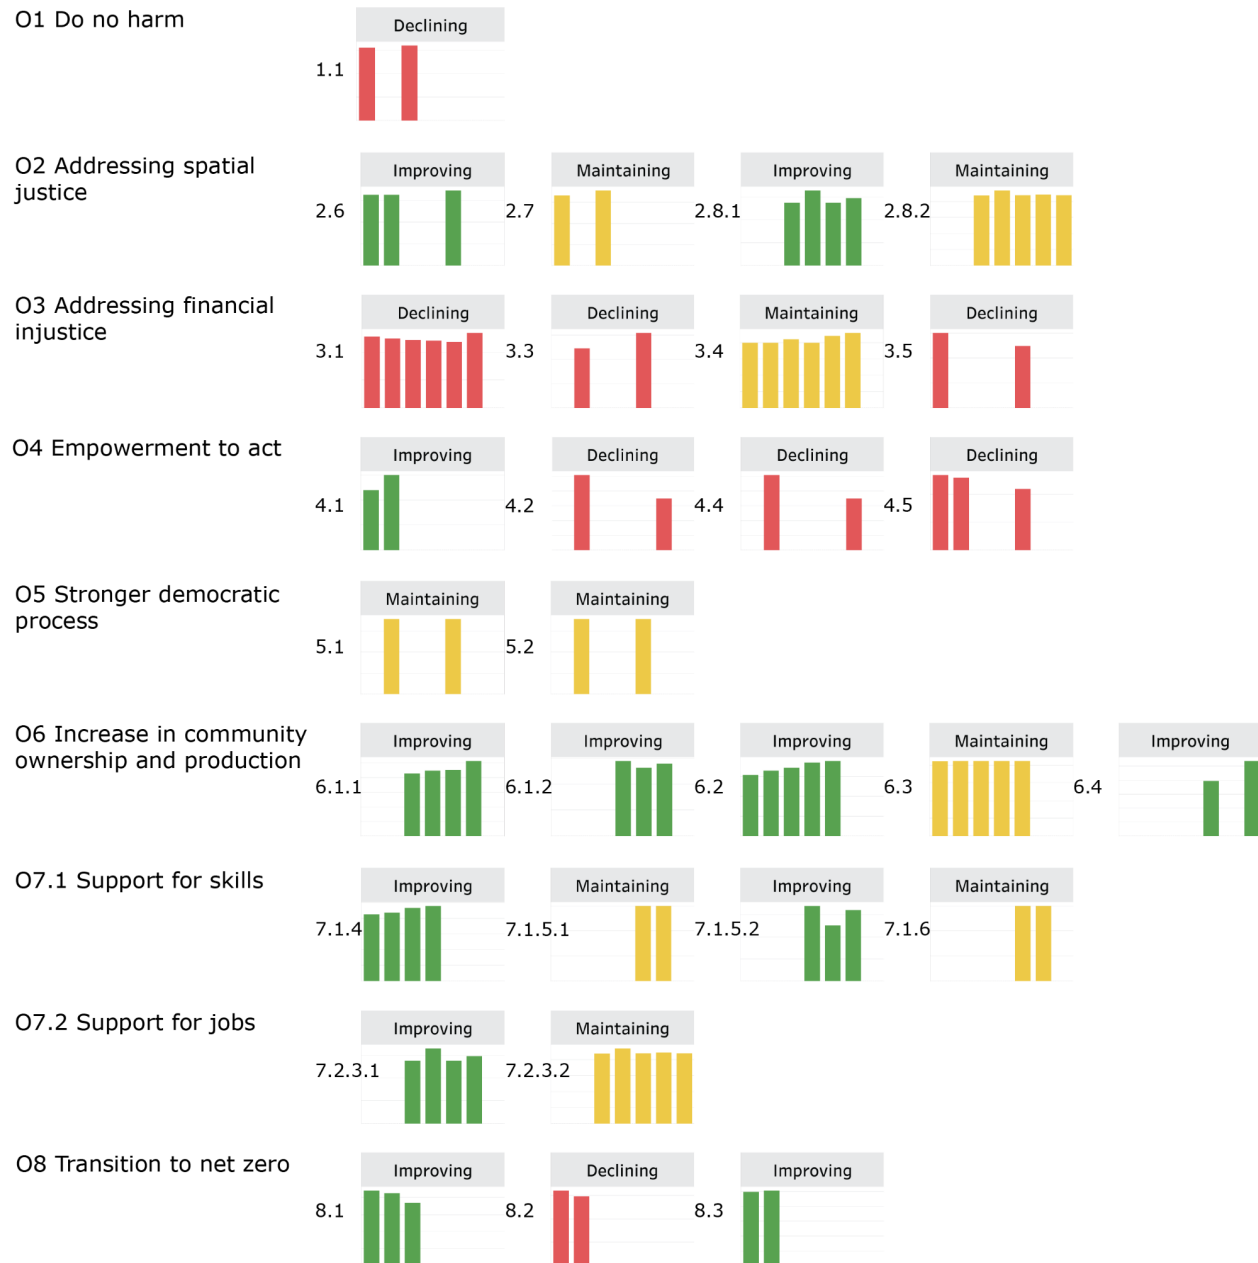 O1 Do no harm
Declining
1.1
O2 Addressing spatial
justice
Improving
Maintaining
Improving
Maintaining
2.6
2.7
2.8.1
2.8.2
O3 Addressing financial
injustice
Declining
Declining
Maintaining
Declining
3.1
3.3
3.4
3.5
O4 Empowerment to act
Improving
Declining
Declining
Declining
4.1
4.2
4.4
4.5
O5 Stronger democratic
process
Maintaining
Maintaining
5.1
5.2
O6 Increase in community
ownership and production
Improving
Improving
Improving
Maintaining
Improving
6.1.1
6.1.2
6.2
6.3
6.4
O7.1 Support for skills
Improving
Maintaining
Improving
Maintaining
7.1.4
7.1.5.1
7.1.5.2
7.1.6
O7.2 Support for jobs
Improving
Maintaining
7.2.3.1
7.2.3.2
O8 Transition to net zero
Improving
Declining
Improving
8.1
8.2
8.3